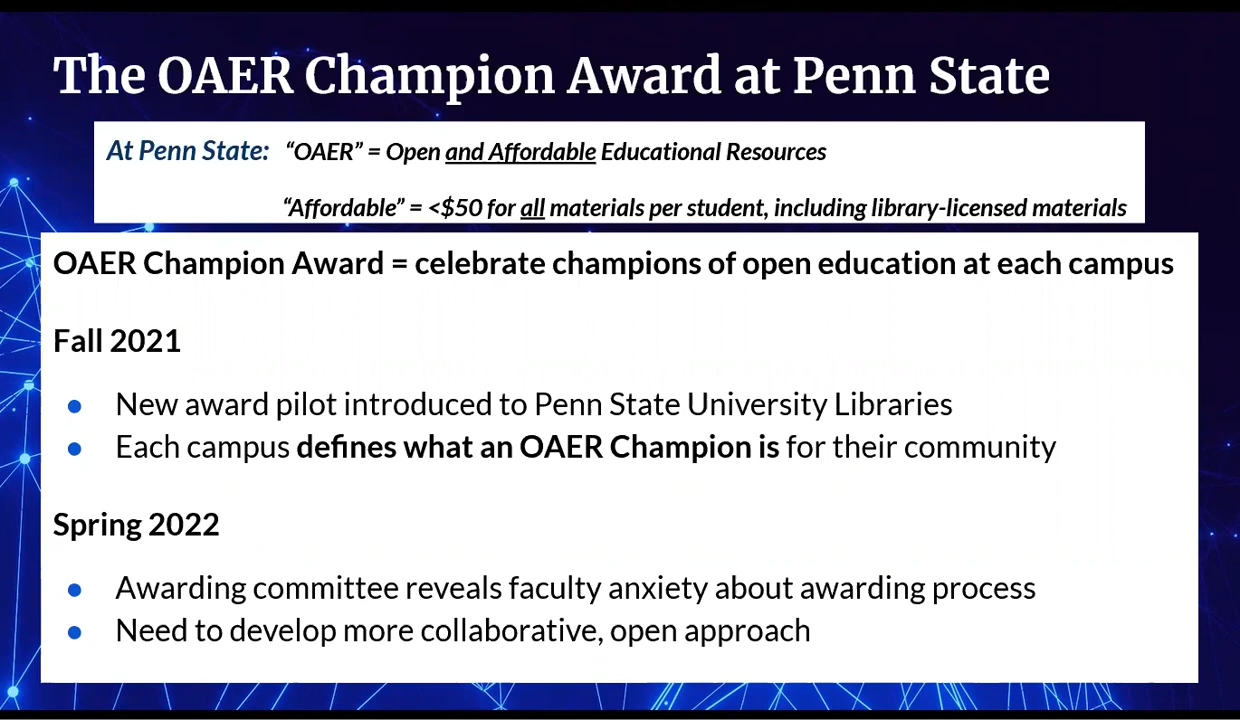 The OAER Champion Award at Penn State
At Penn State: “OAER” = Open and Affordable Educational Resources
“Affordable” = <$50 for all materials per student, including library-licensed materials
OAER Champion Award = celebrate champions of open education at each campus
Fall 2021
● New award pilot introduced to Penn State University Libraries
● Each campus defines what an OAER Champion is for their community
Spring 2022
● Awarding committee reveals faculty anxiety about awarding process
● Need to develop more collaborative, open approach